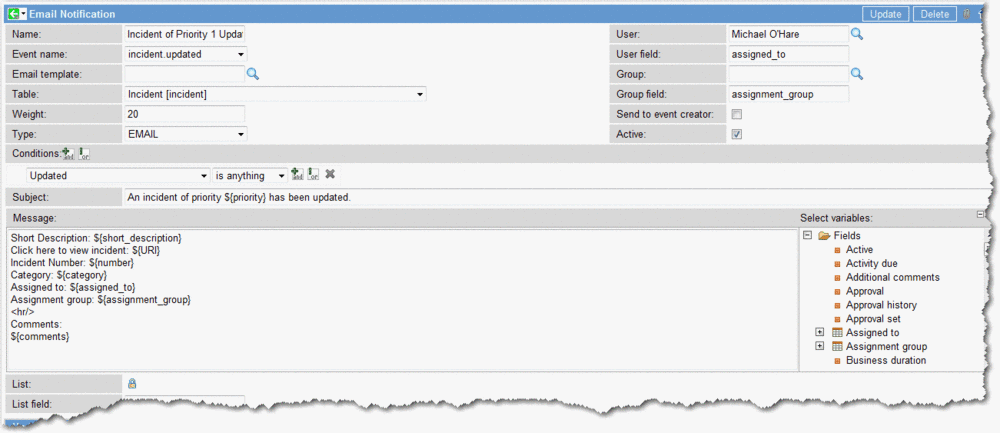 Email Notification Update Delete
Name: Incident of Priority 1 Updat User: Michael O'Hare
Event name: incident.updated User field: assigned_to
Email template: Group:
Table: Incident [incident] Group field: assignment_group
Weight: 20 Send to event creator:
Type: EMAIL Active:
Conditions: and or
Updated is anything and or
Subject: An incident of priority ${priority} has been updated.
Message: Select variables:
Short Description: ${short_description}
Click here to view incident: ${URI}
Incident Number: ${number}
Category: ${category}
Assigned to: ${assigned_to}
Assignment group: ${assignment_group}
<hr/>
Comments:
${comments}
Fields
Active
Activity due
Additional comments
Approval
Approval history
Approval set
Assigned to
Assignment group
Business duration
List:
List field: